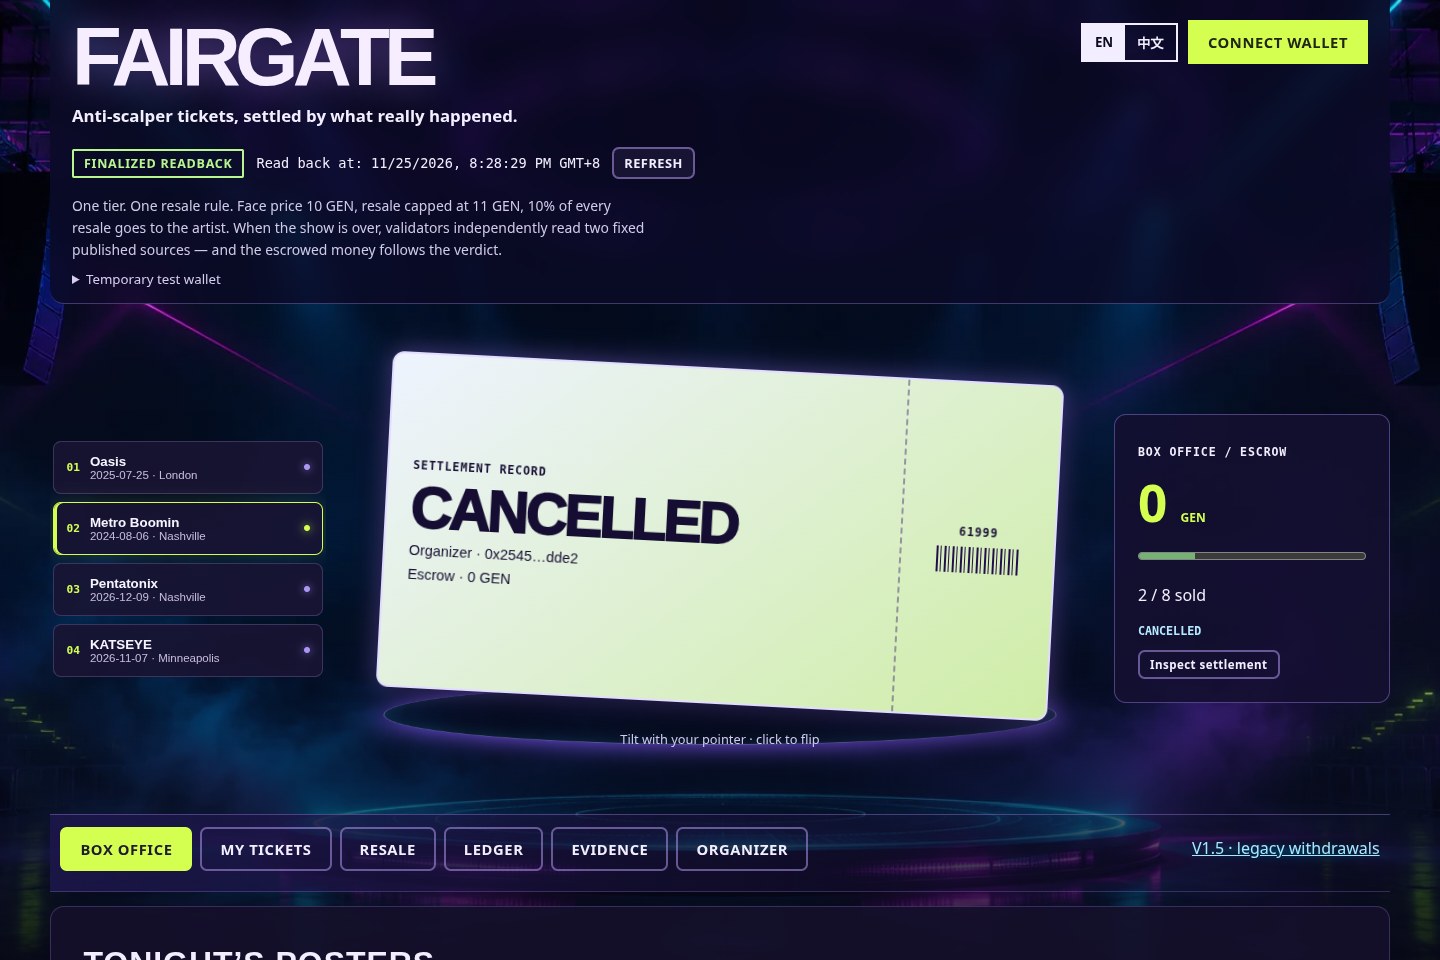 FAIRGATE
EN
中文
CONNECT WALLET
Anti-scalper tickets, settled by what really happened.
FINALIZED READBACK
Read back at: 11/25/2026, 8:28:29 PM GMT+8
REFRESH
One tier. One resale rule. Face price 10 GEN, resale capped at 11 GEN, 10% of every
resale goes to the artist. When the show is over, validators independently read two fixed
published sources — and the escrowed money follows the verdict.
Temporary test wallet
01
Oasis
2025-07-25 · London
02
Metro Boomin
2024-08-06 · Nashville
03
Pentatonix
2026-12-09 · Nashville
04
KATSEYE
2026-11-07 · Minneapolis
SETTLEMENT RECORD
CANCELLED
Organizer · 0x2545…dde2
Escrow · 0 GEN
61999
Tilt with your pointer · click to flip
BOX OFFICE / ESCROW
0 GEN
2 / 8 sold
CANCELLED
Inspect settlement
BOX OFFICE
MY TICKETS
RESALE
LEDGER
EVIDENCE
ORGANIZER
V1.5 · legacy withdrawals
TONIGHT’S POSTERS